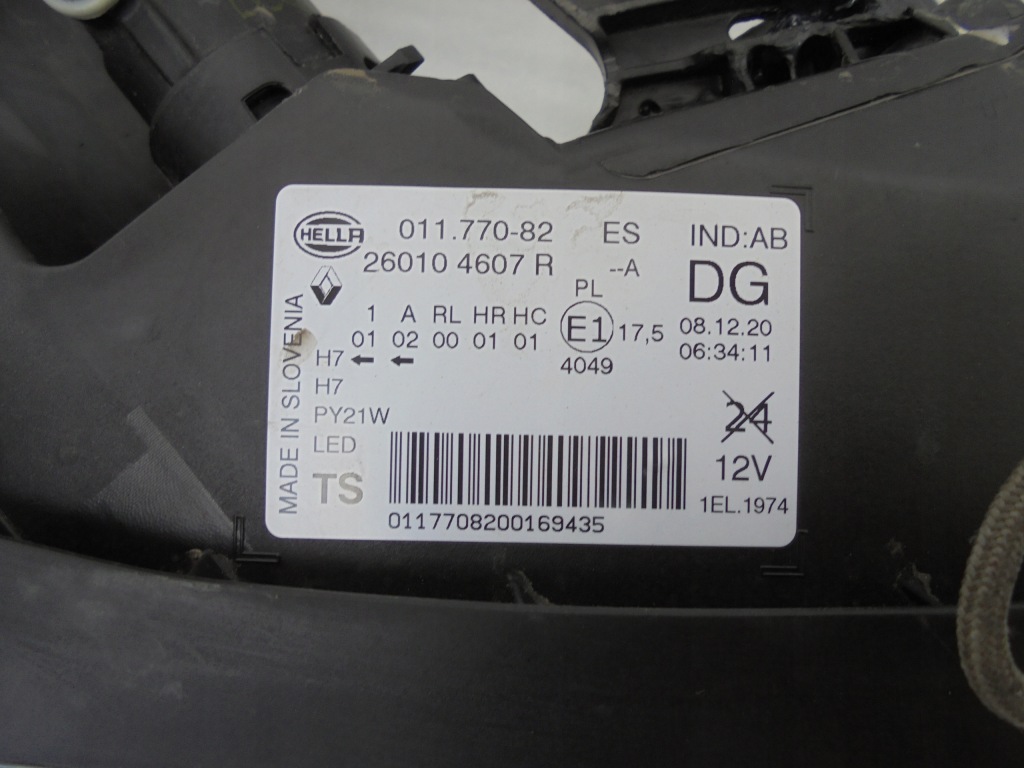 HELLA 011.770-82 ES IND:AB
26010 4607 R --A DG
PL
1 A RL HR HC E1 17,5 08.12.20
01 02 00 01 01 4049 06:34:11
H7 ← ←
H7
PY21W 24
LED 12V
TS 1EL.1974
0117708200169435
MADE IN SLOVENIA